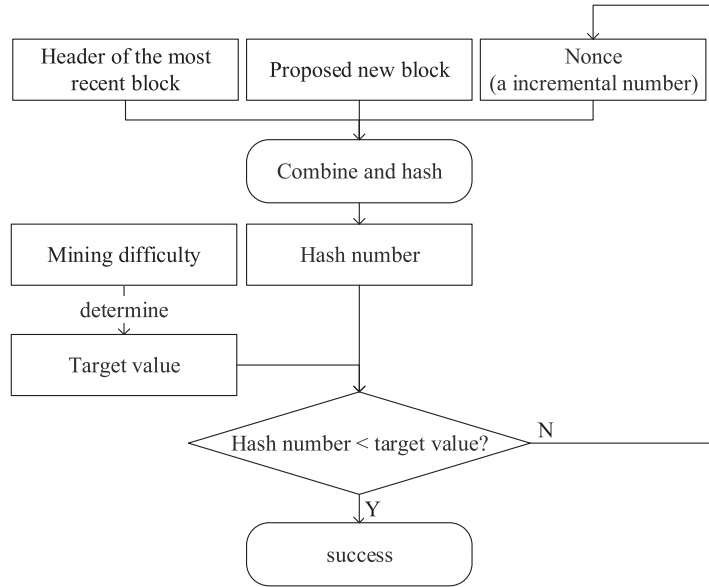 Header of the most
recent block
Proposed new block
Nonce
(a incremental number)
Combine and hash
Mining difficulty
Hash number
determine
Target value
Hash number < target value?
N
Y
success